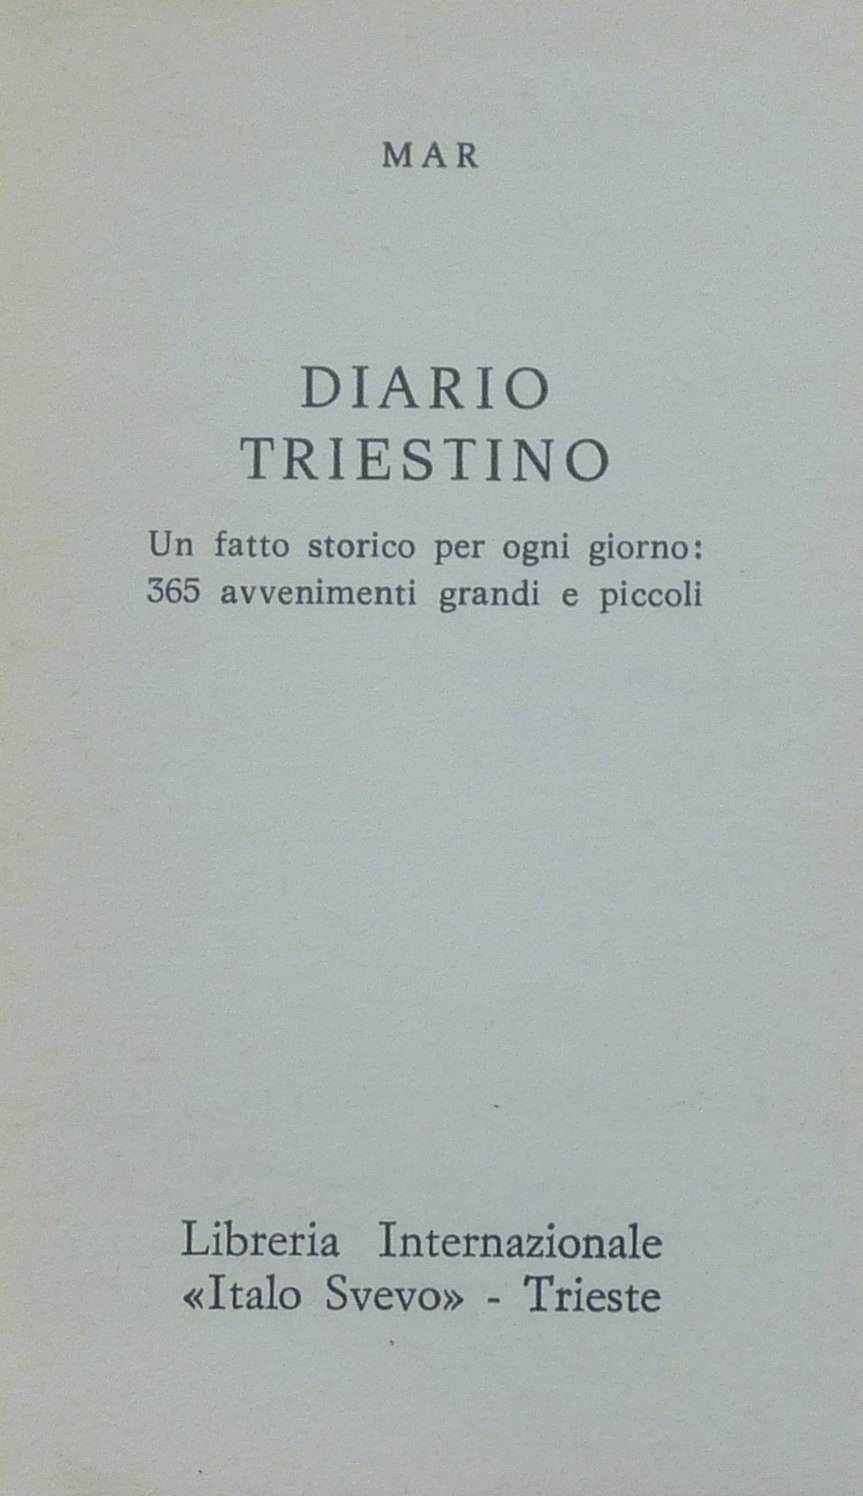 MAR
DIARIO
TRIESTINO
Un fatto storico per ogni giorno:
365 avvenimenti grandi e piccoli
Libreria Internazionale
«Italo Svevo» - Trieste